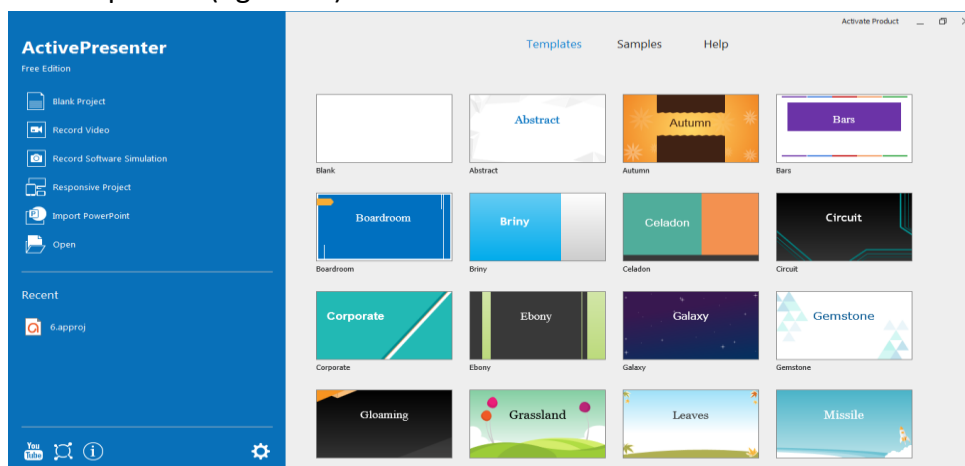 Activate Product
ActivePresenter
Free Edition
Templates Samples Help
Blank Project
Record Video
Record Software Simulation
Responsive Project
Import PowerPoint
Open
Recent
6.approj
You
Tube
Blank
Abstract
Abstract
Autumn
Autumn
Bars
Bars
Boardroom
Boardroom
Briny
Briny
Celadon
Celadon
Circuit
Circuit
Corporate
Corporate
Ebony
Ebony
Galaxy
Galaxy
Gemstone
Gemstone
Gloaming
Grassland
Leaves
Missile